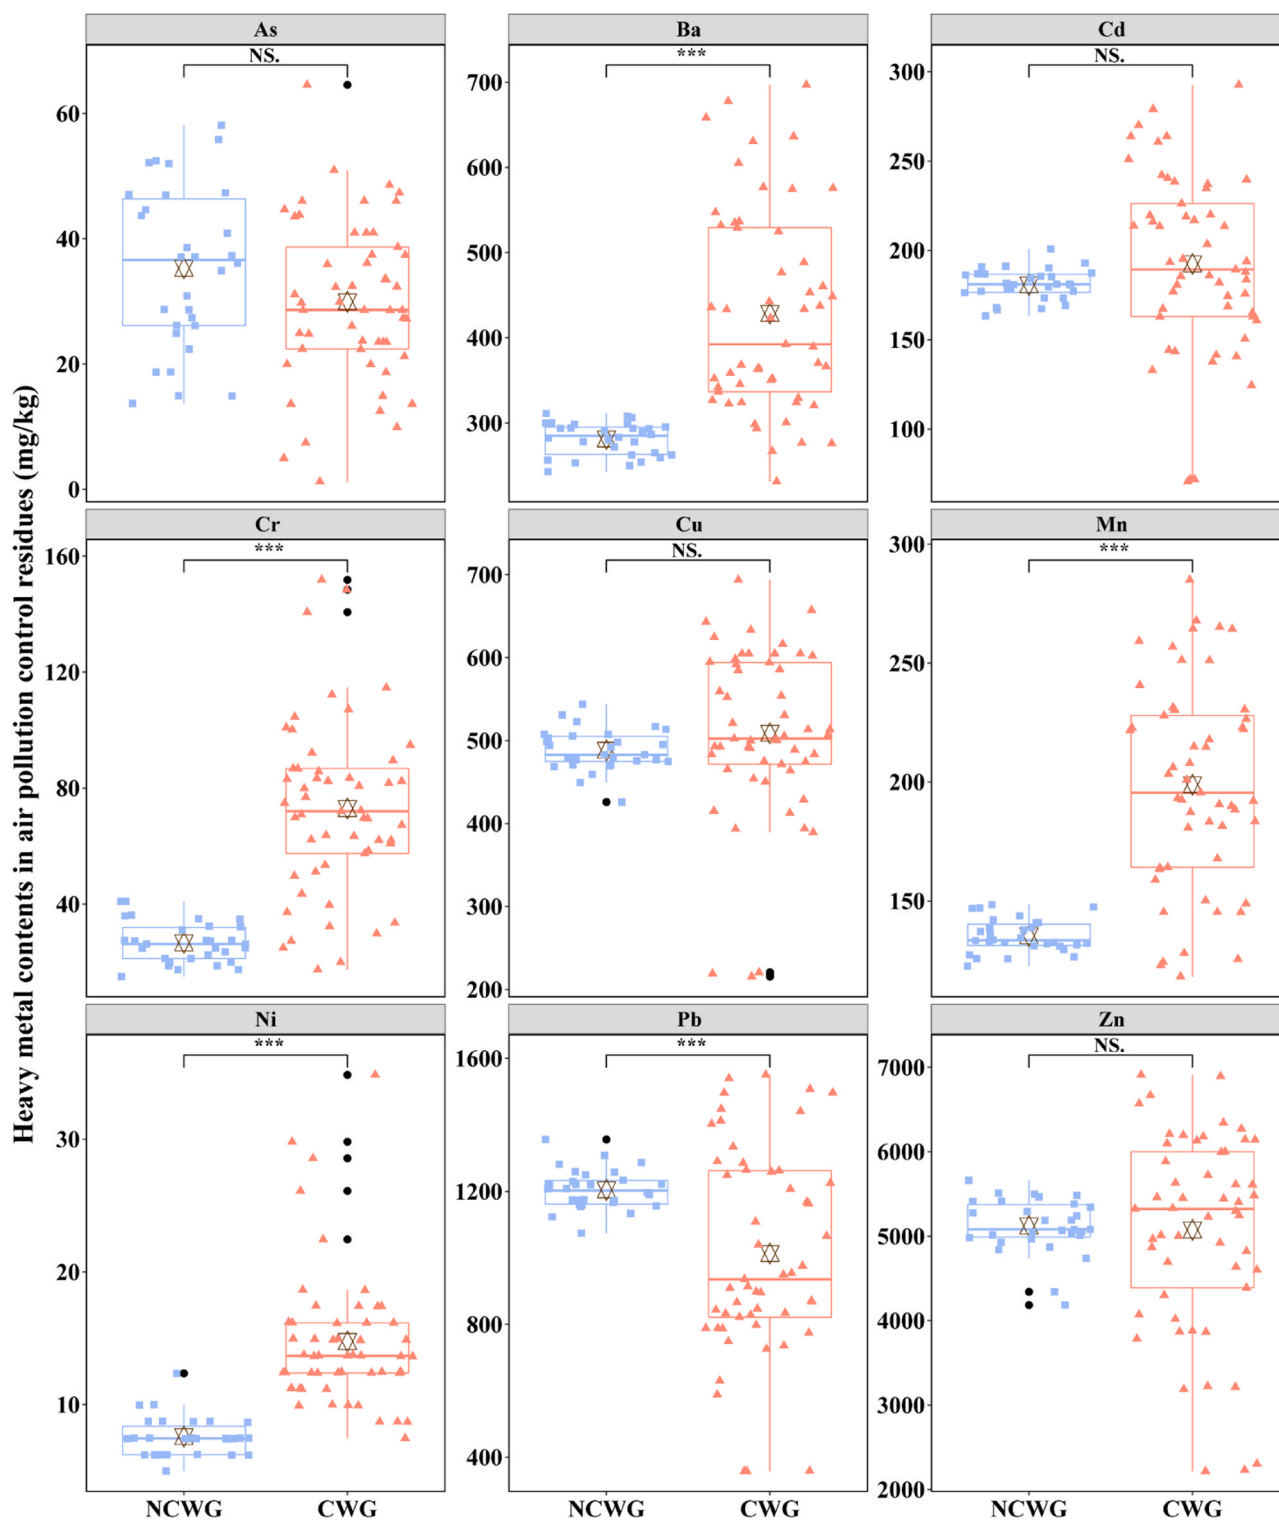 Heavy metal contents in air pollution control residues (mg/kg)
As
NS.
60
40
20
0
Ba
***
700
600
500
400
300
Cd
NS.
300
250
200
150
100
Cr
***
160
120
80
40
Cu
NS.
700
600
500
400
300
200
Mn
***
300
250
200
150
Ni
***
30
20
10
NCWG CWG
Pb
***
1600
1200
800
400
NCWG CWG
Zn
NS.
7000
6000
5000
4000
3000
2000
NCWG CWG